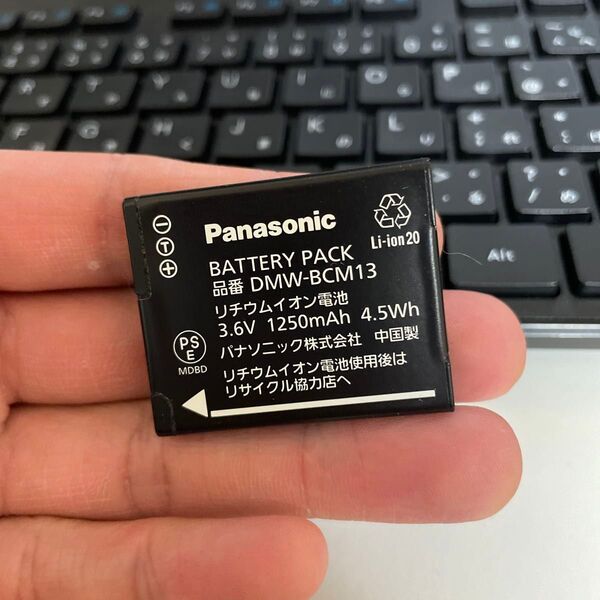 Panasonic
Li-ion20
BATTERY PACK
品番 DMW-BCM13
リチウムイオン電池
3.6V 1250mAh 4.5Wh
パナソニック株式会社 中国製
リチウムイオン電池使用後は
リサイクル協力店へ
T
PS
E
MDBD
Alt